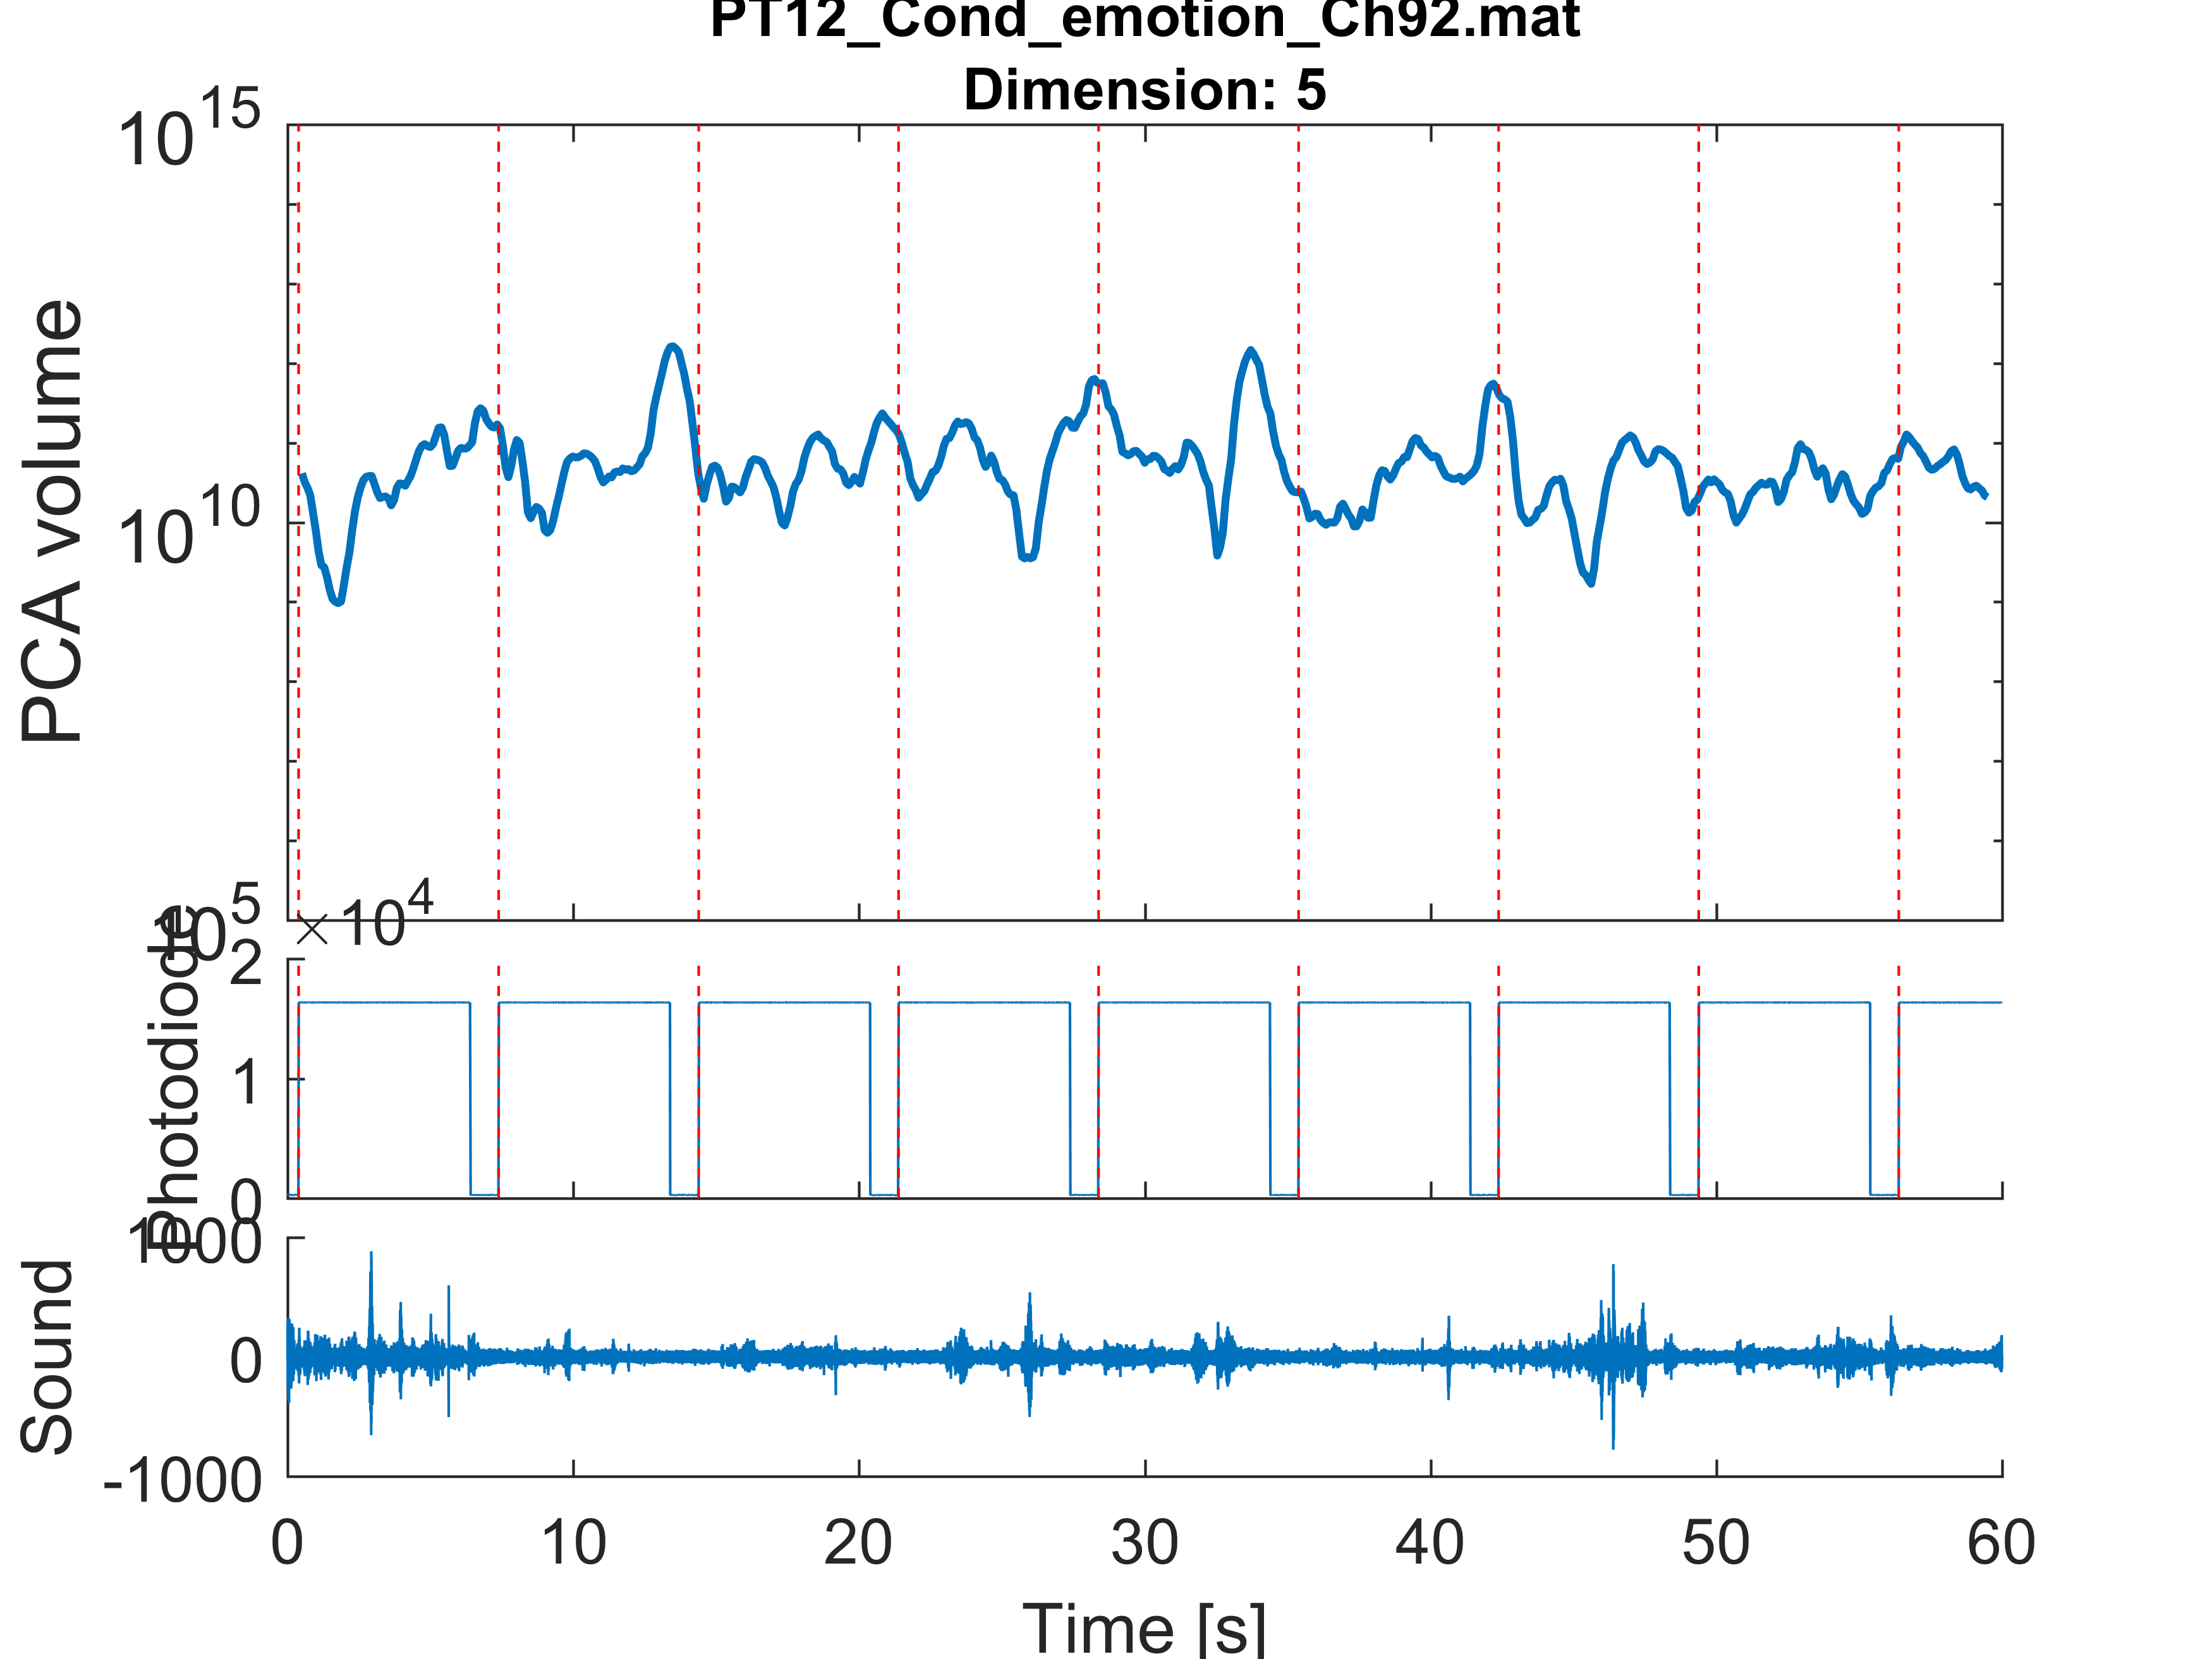 PT12_Cond_emotion_Ch92.mat
Dimension: 5
10^15
10^10
10^5
PCA volume
×10^4
2
1
0
Photodiode
1000
0
-1000
Sound
0 10 20 30 40 50 60
Time [s]